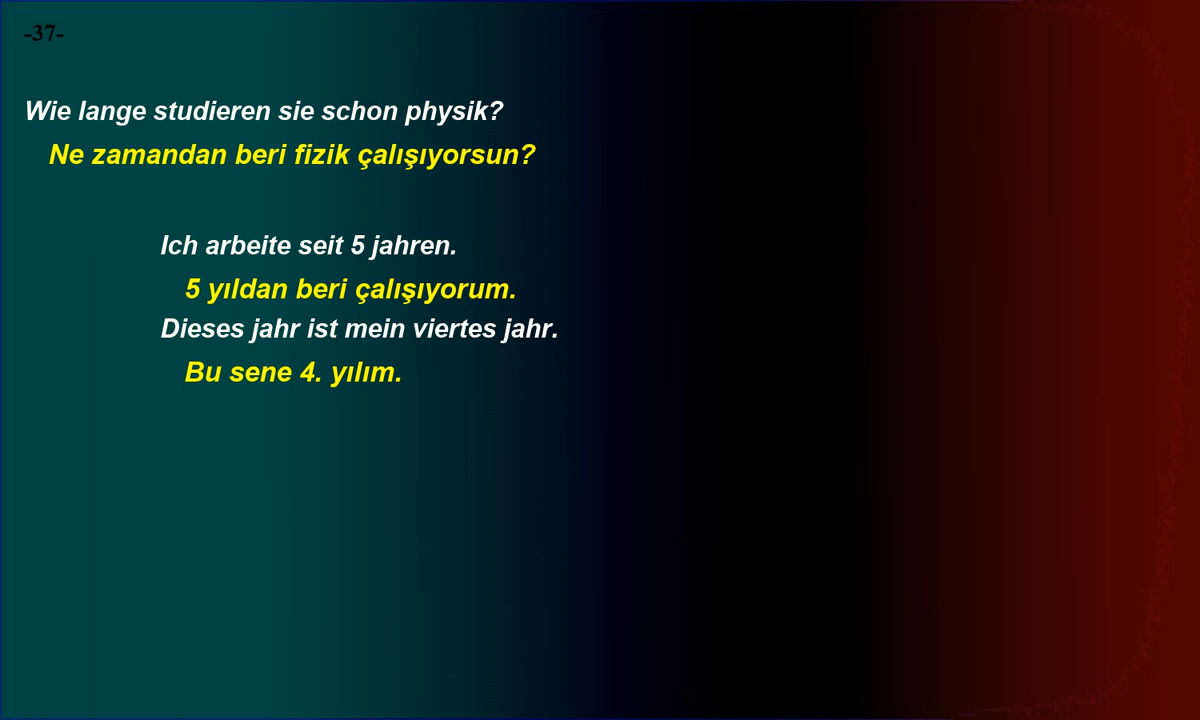 -37-
Wie lange studieren sie schon physik?
Ne zamandan beri fizik çalışıyorsun?
Ich arbeite seit 5 jahren.
5 yıldan beri çalışıyorum.
Dieses jahr ist mein viertes jahr.
Bu sene 4. yılım.